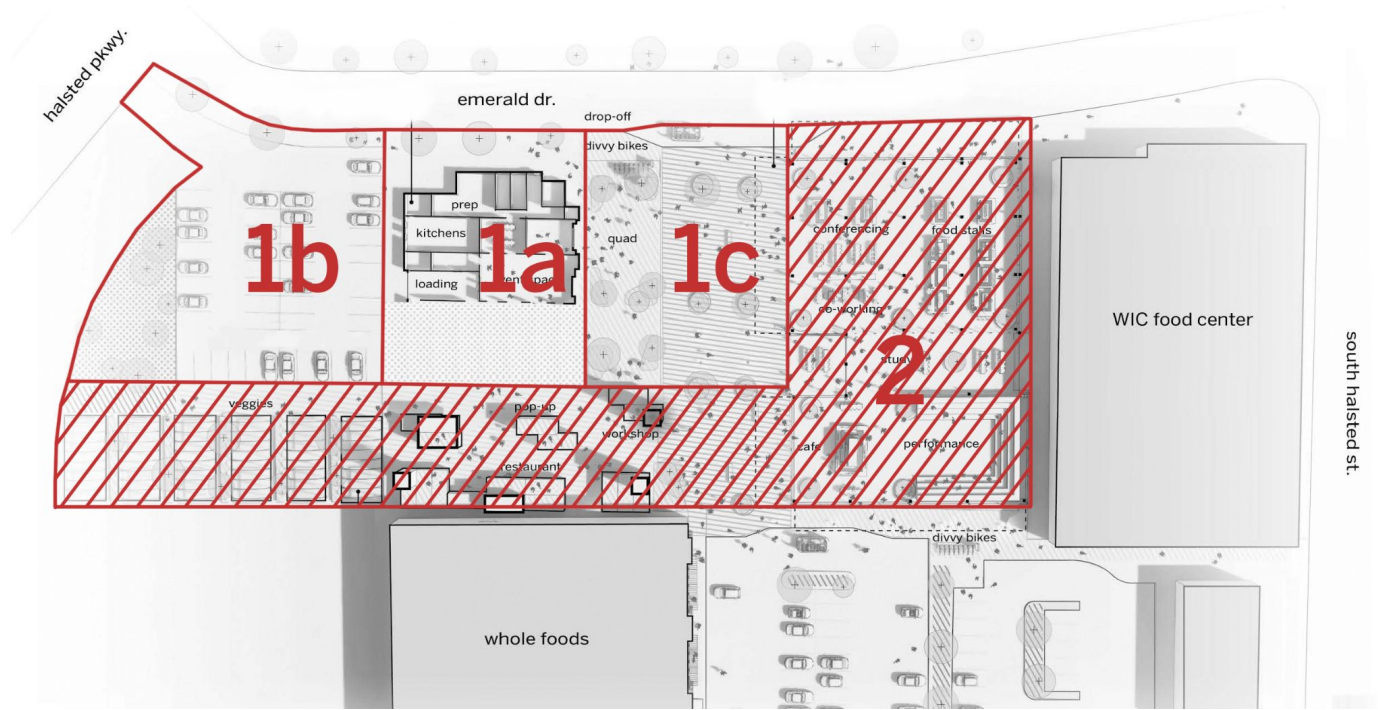 halsted pkwy.
emerald dr.
drop-off
divvy bikes
prep
kitchens
loading
quad
conferencing
food stalls
co-working
study
1b
1a
1c
2
WIC food center
south halsted st.
veggies
pop-up
workshop
restaurant
cafe
performance
divvy bikes
whole foods